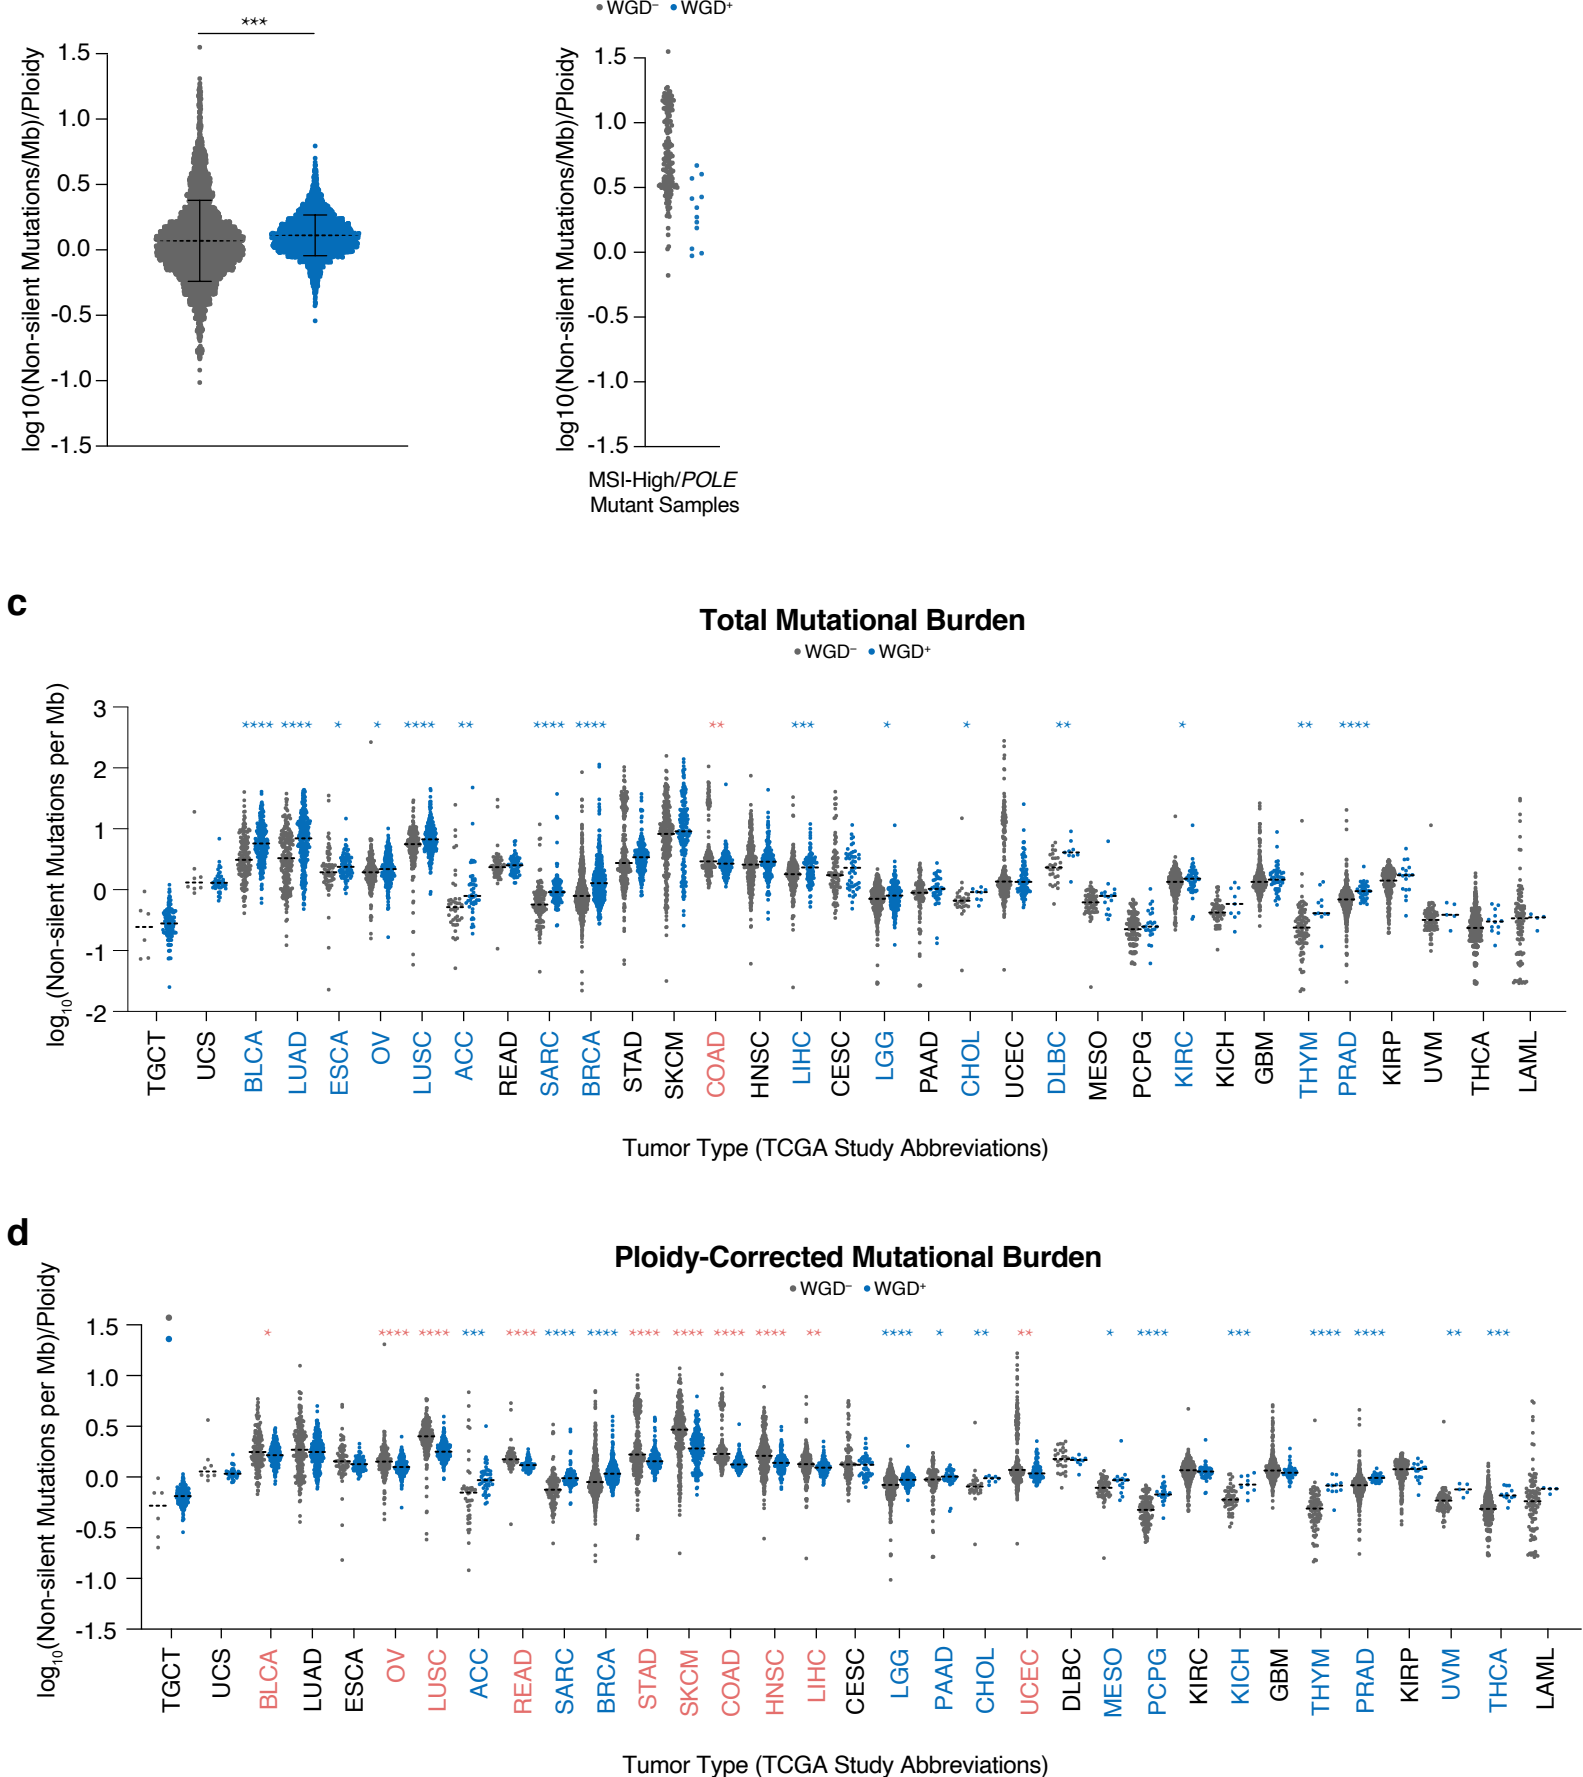 WGD⁻ WGD⁺
***
log10(Non-silent Mutations/Mb)/Ploidy
1.5
1.0
0.5
0.0
-0.5
-1.0
-1.5
log10(Non-silent Mutations/Mb)/Ploidy
1.5
1.0
0.5
0.0
-0.5
-1.0
-1.5
MSI-High/POLE
Mutant Samples
c
Total Mutational Burden
WGD⁻ WGD⁺
log₁₀(Non-silent Mutations per Mb)
3
2
1
0
-1
-2
**** **** * * **** ** **** **** ** *** * * ** * ** ****
TGCT UCS BLCA LUAD ESCA OV LUSC ACC READ SARC BRCA STAD SKCM COAD HNSC LIHC CESC LGG PAAD CHOL UCEC DLBC MESO PCPG KIRC KICH GBM THYM PRAD KIRP UVM THCA LAML
Tumor Type (TCGA Study Abbreviations)
d
Ploidy-Corrected Mutational Burden
WGD⁻ WGD⁺
log₁₀(Non-silent Mutations per Mb)/Ploidy
1.5
1.0
0.5
0.0
-0.5
-1.0
-1.5
* **** **** *** **** **** **** **** **** **** **** ** **** * ** ** * **** *** **** **** ** ***
TGCT UCS BLCA LUAD ESCA OV LUSC ACC READ SARC BRCA STAD SKCM COAD HNSC LIHC CESC LGG PAAD CHOL UCEC DLBC MESO PCPG KIRC KICH GBM THYM PRAD KIRP UVM THCA LAML
Tumor Type (TCGA Study Abbreviations)